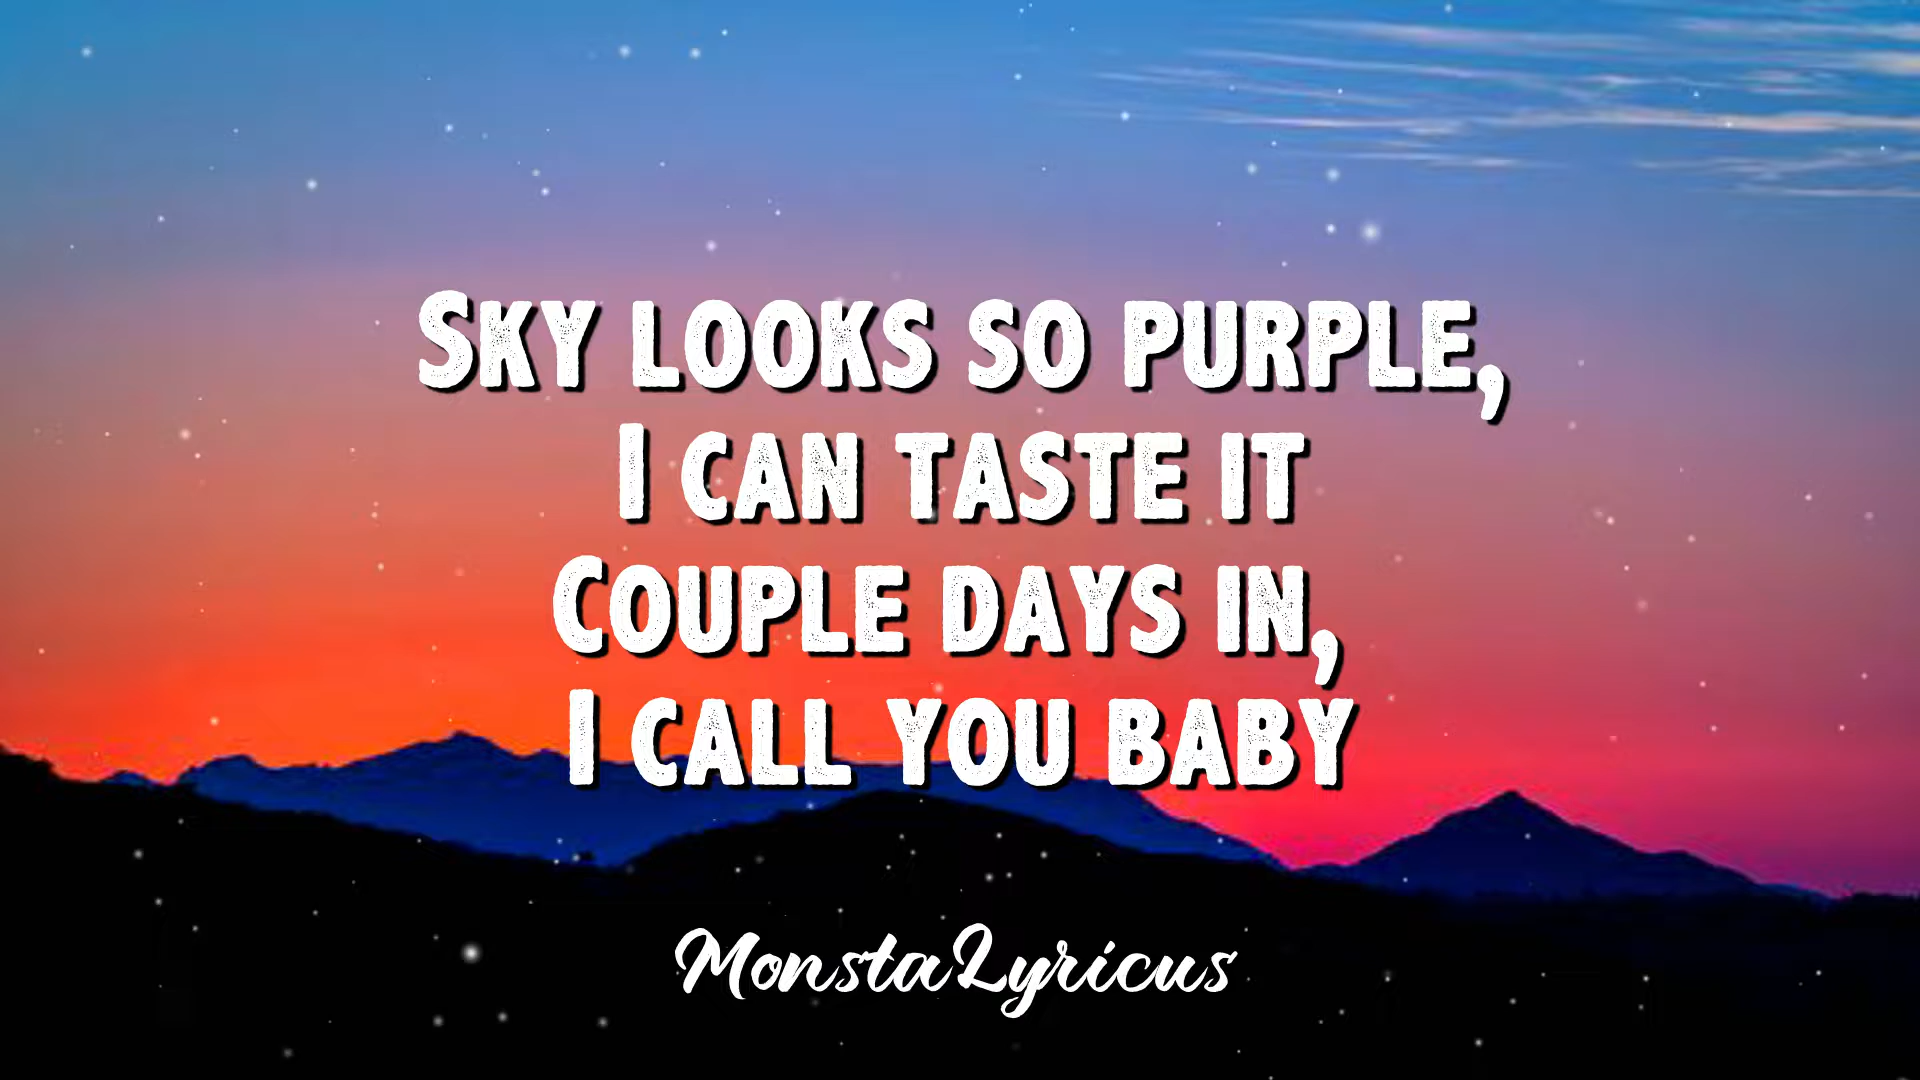 Sky looks so purple,
I can taste it
Couple days in,
I call you baby
MonstaLyricus